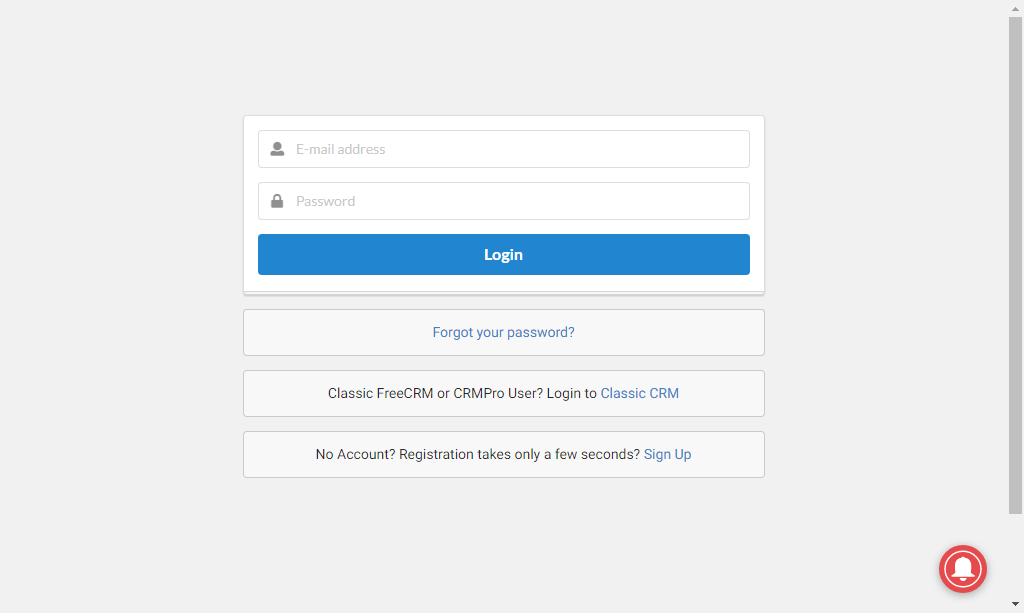 E-mail address
Password
Login
Forgot your password?
Classic FreeCRM or CRMPro User? Login to Classic CRM
No Account? Registration takes only a few seconds? Sign Up